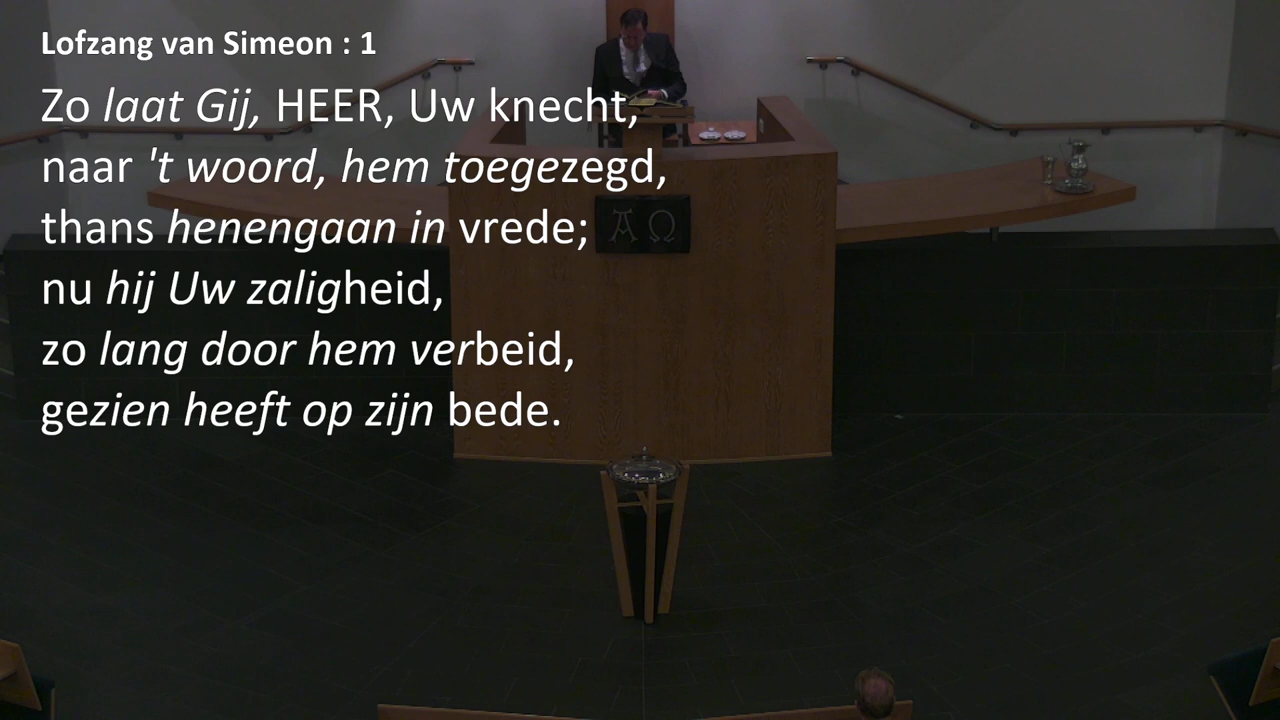 Lofzang van Simeon : 1
Zo laat Gij, HEER, Uw knecht,
naar 't woord, hem toegezegd,
thans henengaan in vrede;
nu hij Uw zaligheid,
zo lang door hem verbeid,
gezien heeft op zijn bede.
Α Ω